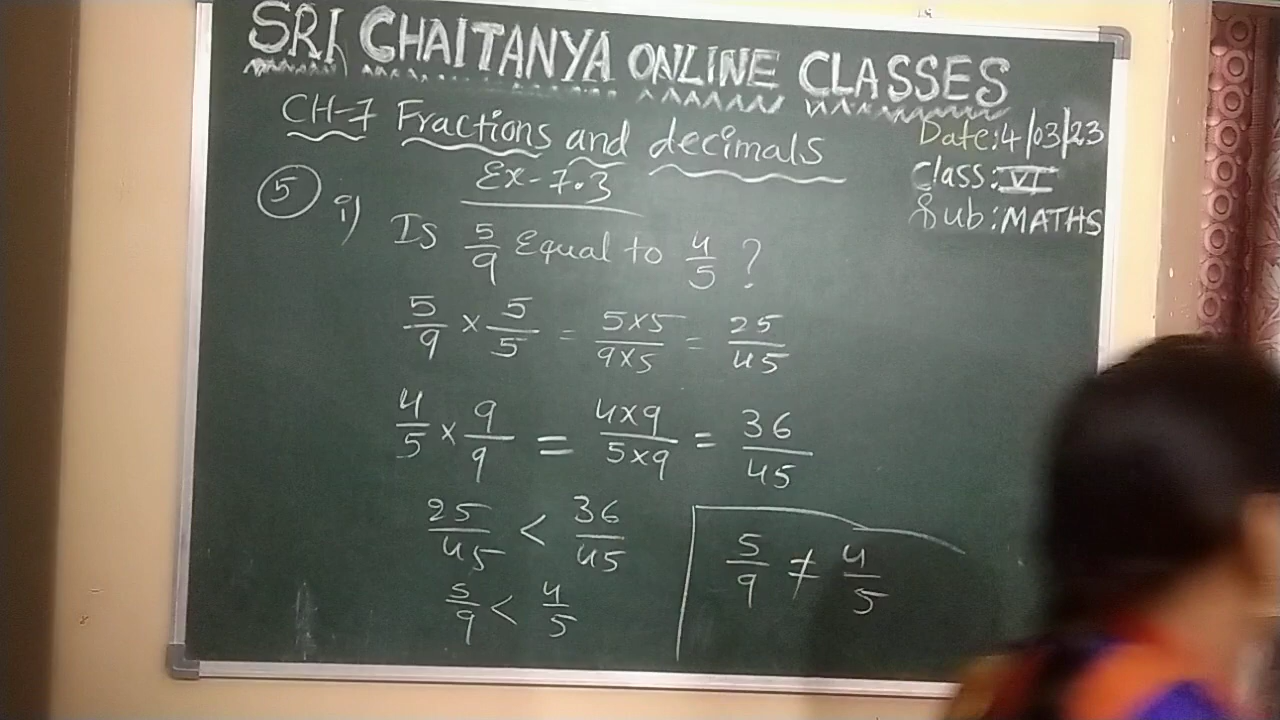 SRI CHAITANYA ONLINE CLASSES
CH-7 Fractions and decimals
Date:4/03/23
Class:VI
Sub:MATHS
Ex-7.3
5 i) Is 5/9 Equal to 4/5 ?
5/9 × 5/5 = 5×5/9×5 = 25/45
4/5 × 9/9 = 4×9/5×9 = 36/45
25/45 < 36/45
5/9 < 4/5
5/9 ≠ 4/5